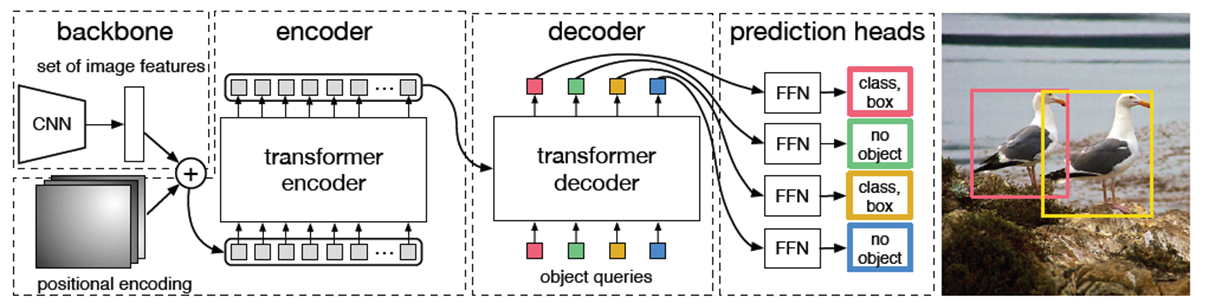 backbone
set of image features
CNN
+
positional encoding
encoder
...
transformer
encoder
...
decoder
transformer
decoder
object queries
prediction heads
FFN
class,
box
FFN
no
object
FFN
class,
box
FFN
no
object